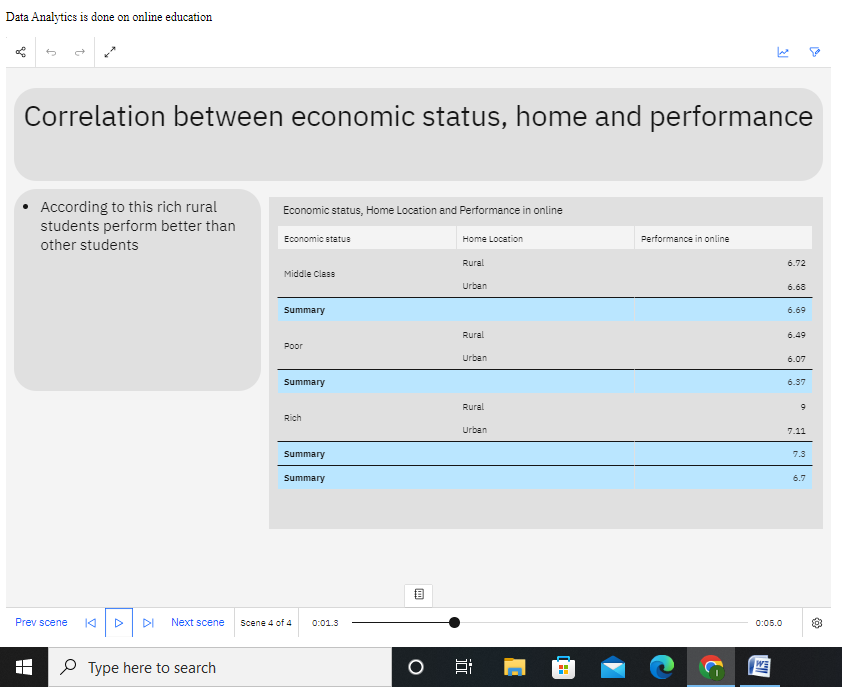 Data Analytics is done on online education
Correlation between economic status, home and performance
• According to this rich rural
students perform better than
other students
Economic status, Home Location and Performance in online
Economic status Home Location Performance in online
Middle Class
Rural 6.72
Urban 6.68
Summary 6.69
Poor
Rural 6.49
Urban 6.07
Summary 6.37
Rich
Rural 9
Urban 7.11
Summary 7.3
Summary 6.7
Prev scene Next scene Scene 4 of 4 0:01.3 0:05.0
Type here to search